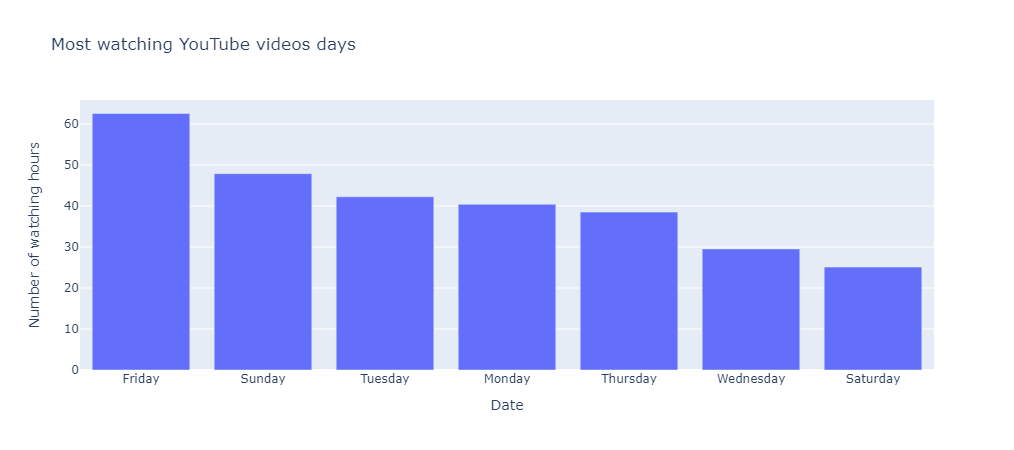 Most watching YouTube videos days
Number of watching hours
60
50
40
30
20
10
0
Friday Sunday Tuesday Monday Thursday Wednesday Saturday
Date